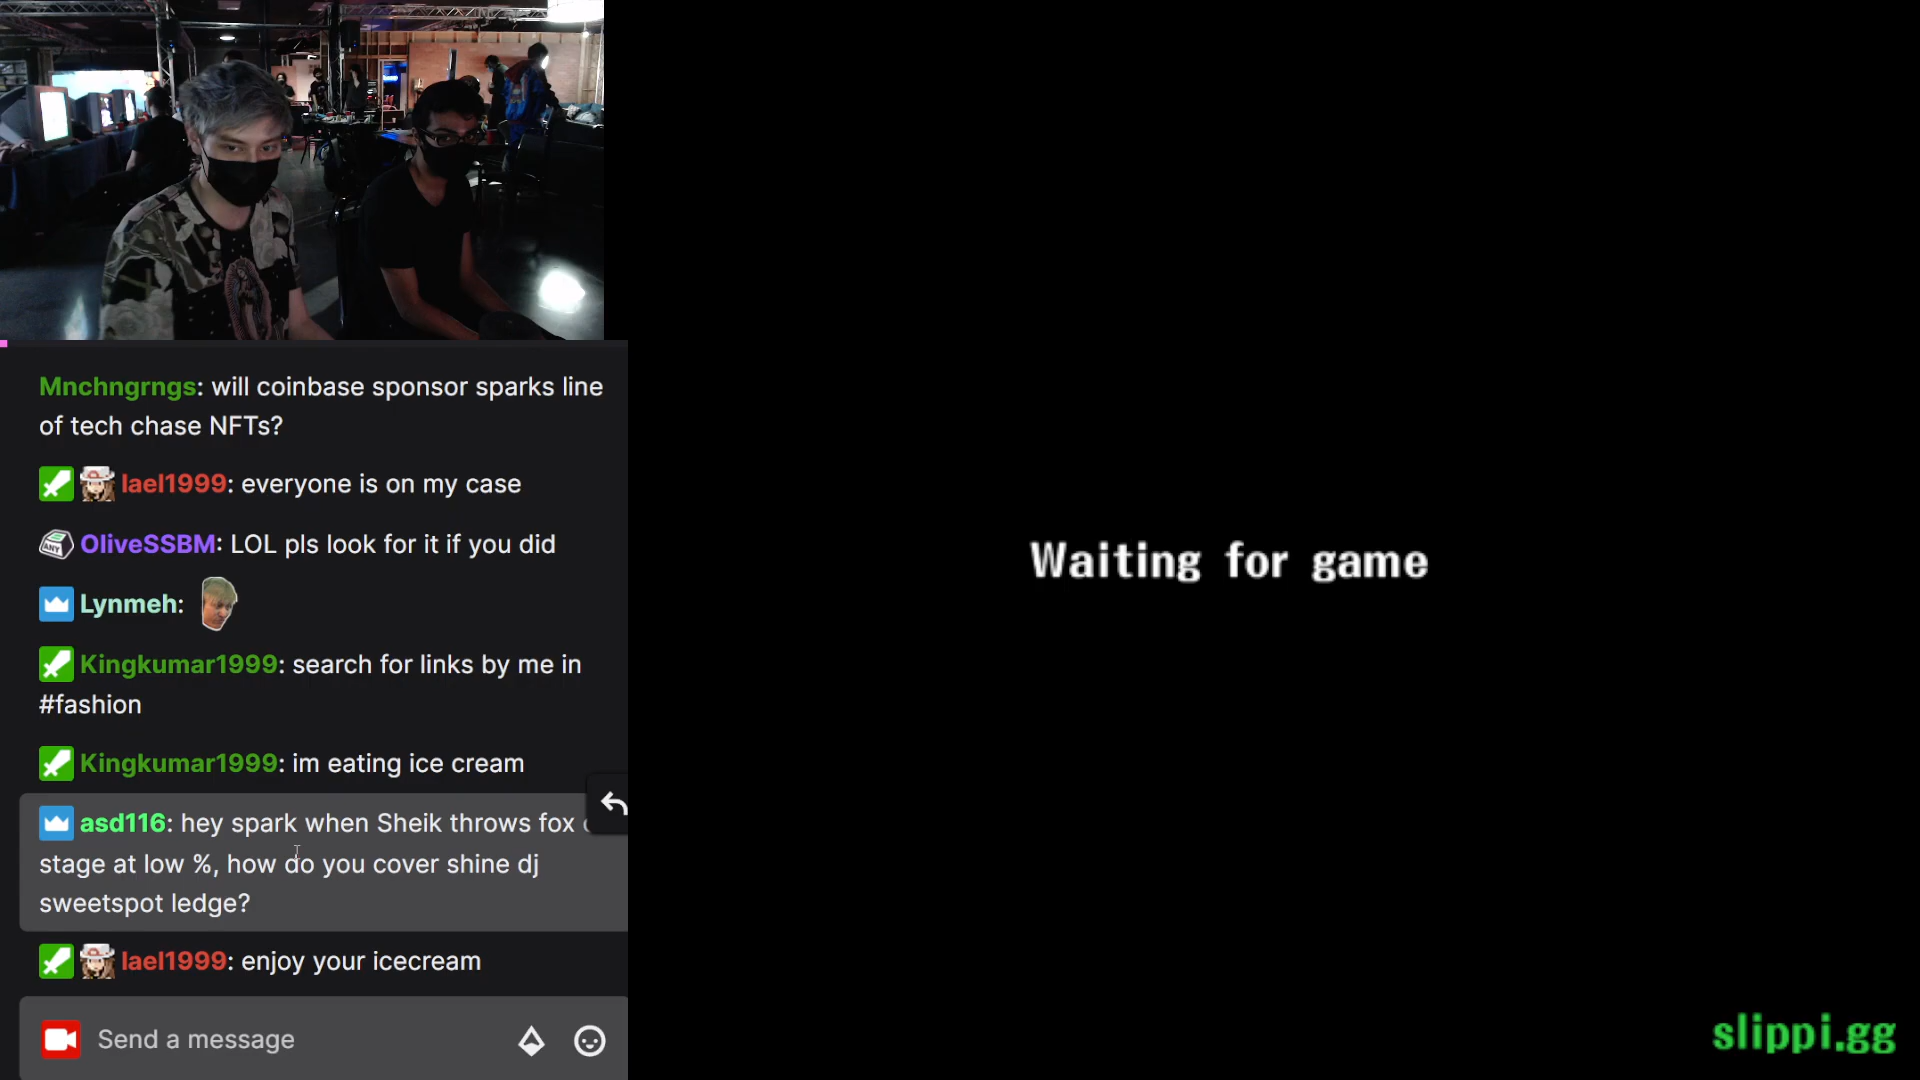 Mnchngrngs: will coinbase sponsor sparks line
of tech chase NFTs?
lael1999: everyone is on my case
ANY OliveSSBM: LOL pls look for it if you did
Lynmeh:
Kingkumar1999: search for links by me in
#fashion
Kingkumar1999: im eating ice cream
asd116: hey spark when Sheik throws fox
stage at low %, how do you cover shine dj
sweetspot ledge?
lael1999: enjoy your icecream
Send a message
Waiting for game
slippi.gg